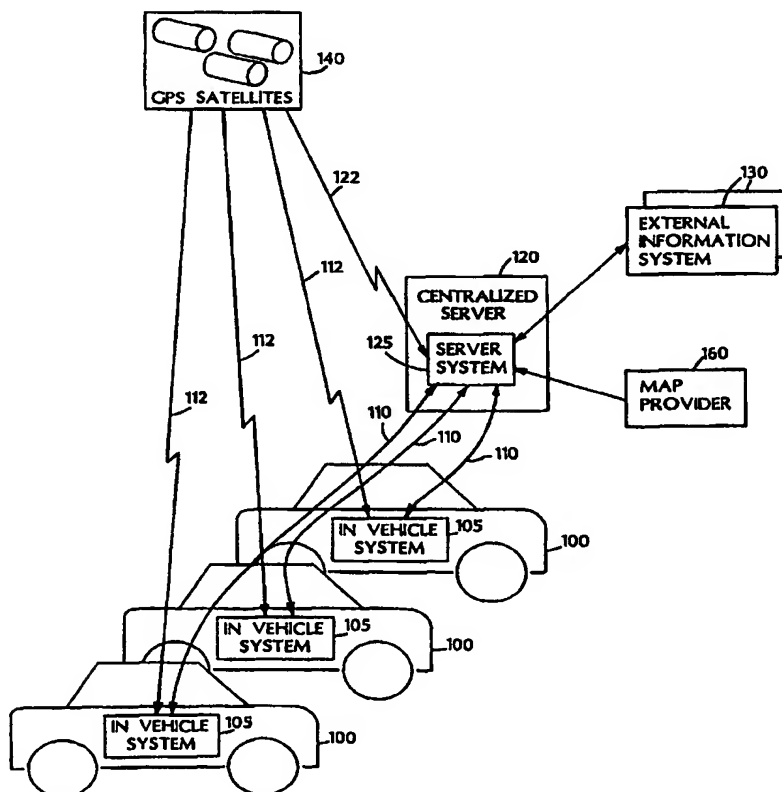 140
GPS SATELLITES
122
130
EXTERNAL
INFORMATION
SYSTEM
112
120
CENTRALIZED
SERVER
125
SERVER
SYSTEM
160
MAP
PROVIDER
112
112
110
110
110
IN VEHICLE
SYSTEM
105
100
IN VEHICLE
SYSTEM
105
100
IN VEHICLE
SYSTEM
105
100